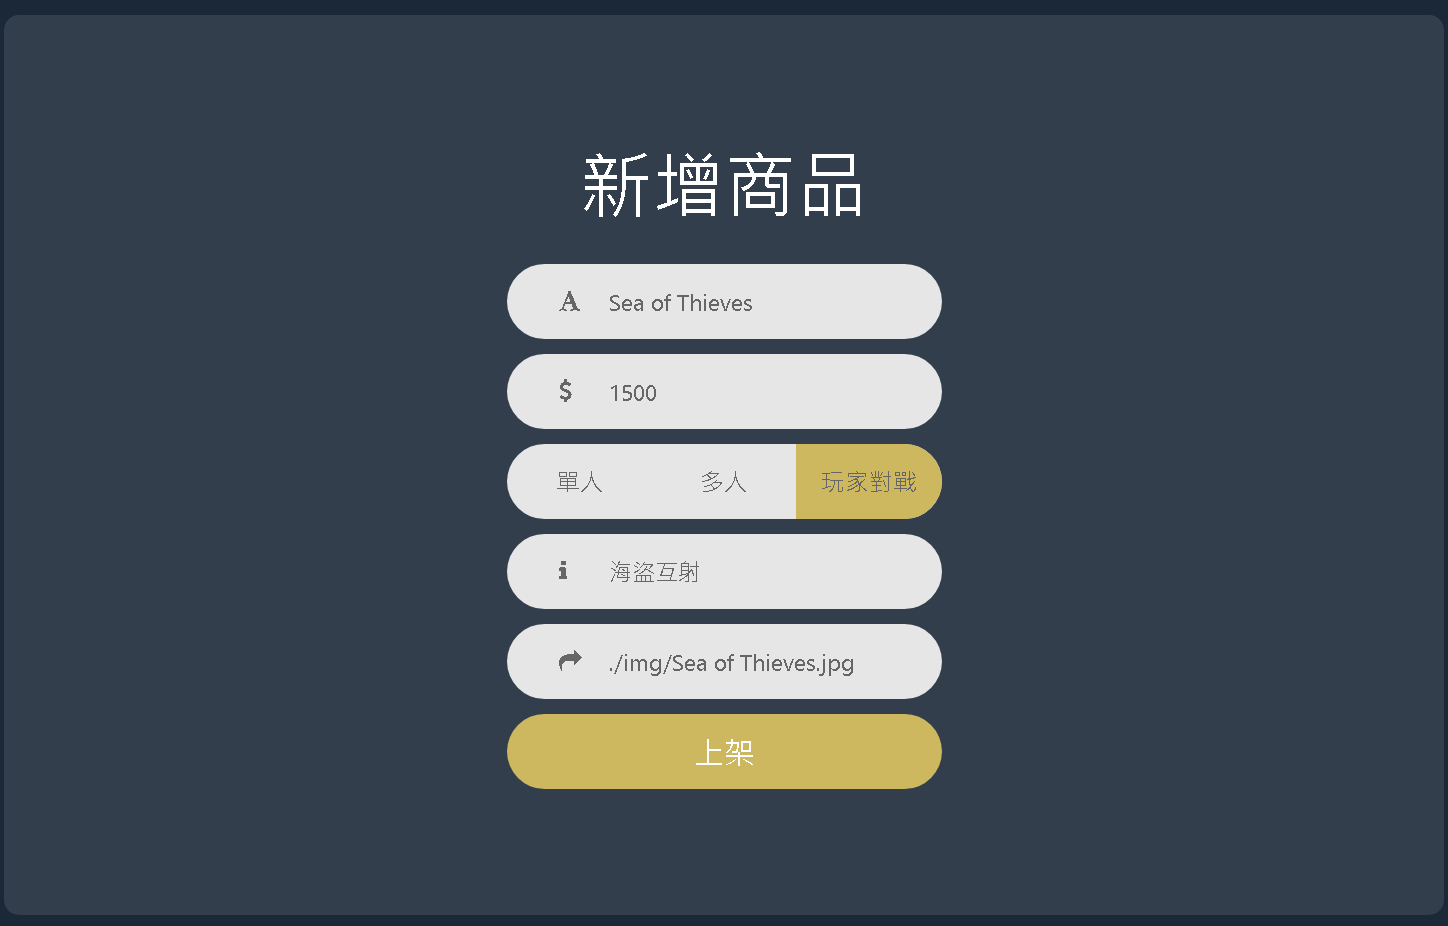 新增商品
Sea of Thieves
$ 1500
單人 多人 玩家對戰
海盜互射
./img/Sea of Thieves.jpg
上架